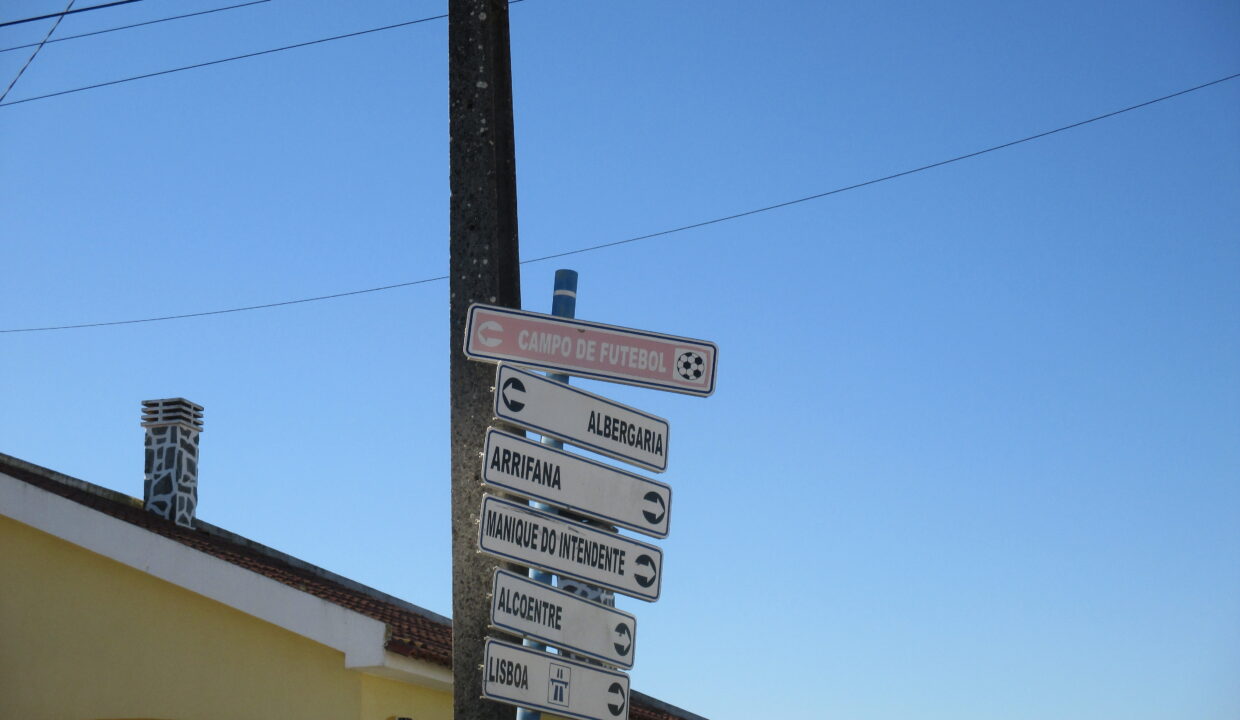 CAMPO DE FUTEBOL
ALBERGARIA
ARRIFANA
MANIQUE DO INTENDENTE
ALCOENTRE
LISBOA